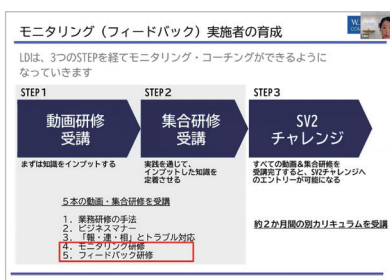 モニタリング（フィードバック）実施者の育成
LDは、3つのSTEPを経てモニタリング・コーチングができるように
なっていきます
STEP 1
動画研修
受講
まずは知識をインプットする
STEP 2
集合研修
受講
実践を通じて、
インプットした知識を
定着させる
STEP 3
SV2
チャレンジ
すべての動画&集合研修を
受講完了すると、SV2チャレンジへ
のエントリーが可能になる
5本の動画・集合研修を受講
1. 業務研修の手法
2. ビジネスマナー
3. 「報・連・相」とトラブル対応
4. モニタリング研修
5. フィードバック研修
約2か月間の別カリキュラムを受講